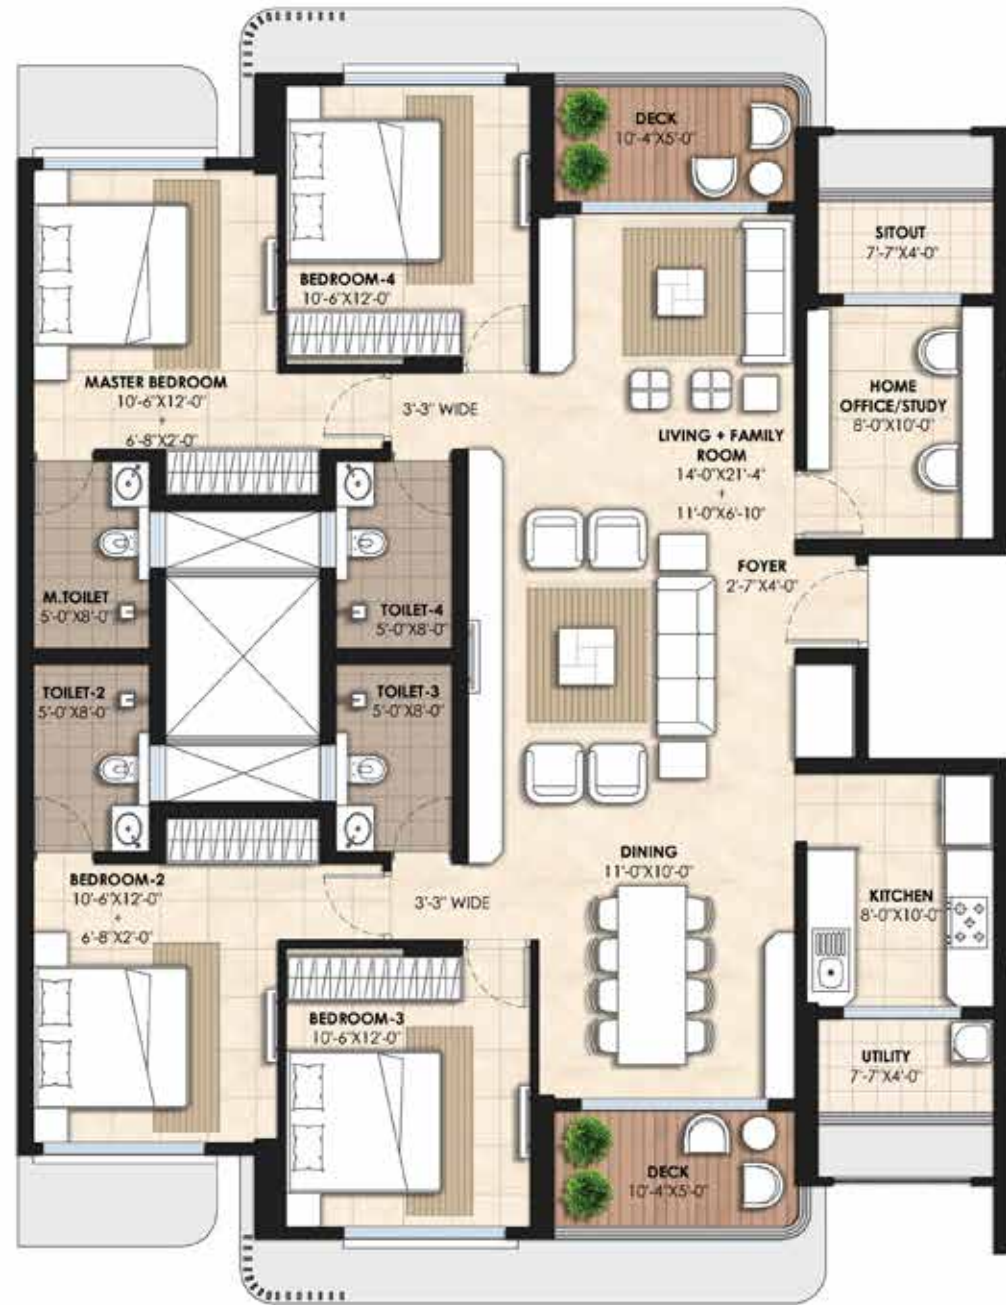 DECK
10'-4"X5'-0"
SITOUT
7'-7"X4'-0"
BEDROOM-4
10'-6"X12'-0"
MASTER BEDROOM
10'-6"X12'-0"
+
6'-8"X2'-0"
3'-3" WIDE
HOME
OFFICE/STUDY
8'-0"X10'-0"
LIVING + FAMILY
ROOM
14'-0"X21'-4"
+
11'-0"X6'-10"
FOYER
2'-7"X4'-0"
M.TOILET
5'-0"X8'-0"
TOILET-4
5'-0"X8'-0"
TOILET-2
5'-0"X8'-0"
TOILET-3
5'-0"X8'-0"
DINING
11'-0"X10'-0"
BEDROOM-2
10'-6"X12'-0"
+
6'-8"X2'-0"
3'-3" WIDE
KITCHEN
8'-0"X10'-0"
BEDROOM-3
10'-6"X12'-0"
UTILITY
7'-7"X4'-0"
DECK
10'-4"X5'-0"